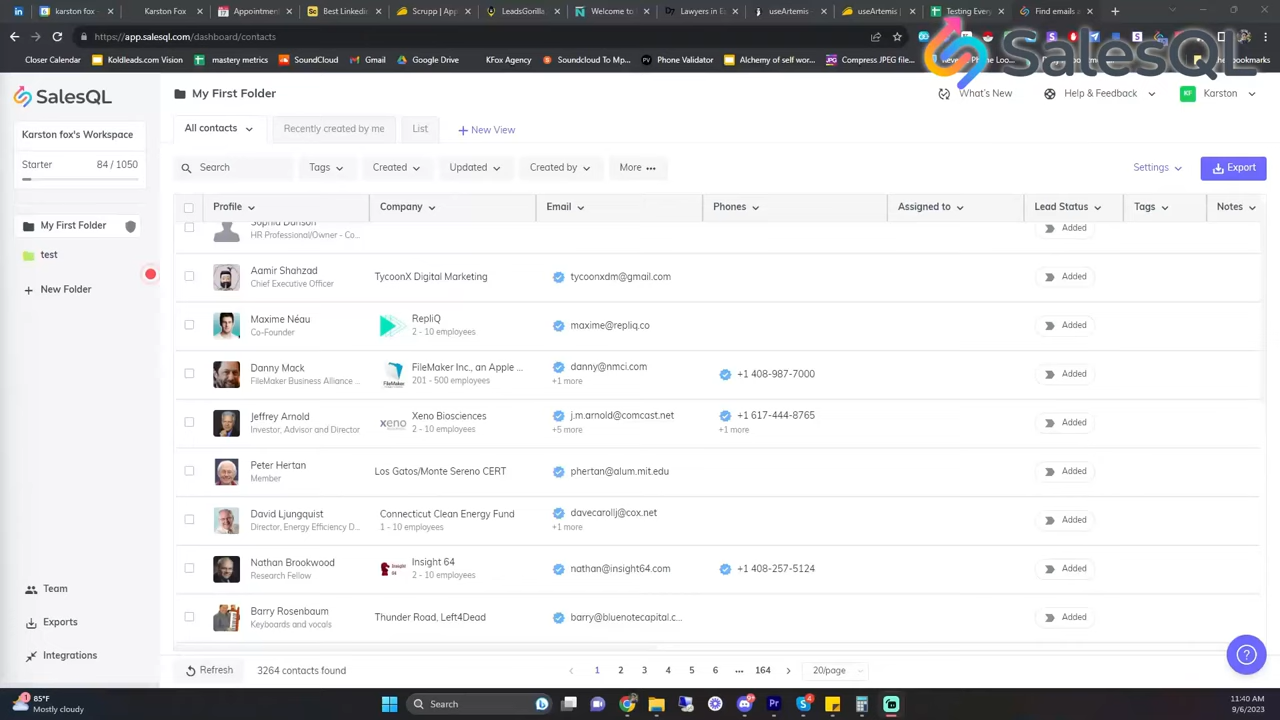 Appointment
Best Linkedin
Scrupp | App
LeadsGorilla
Welcome to
Lawyers in E
useArtemis
useArtemis
Testing Every
Find emails
https://app.salesql.com/dashboard/contacts
Closer Calendar
Koldleads.com Video
mastery metrics
SoundCloud
Gmail
Google Drive
KFox Agency
Soundcloud To Mp...
Phone Validator
Alchemy of self wo...
Compress JPEG file...
SalesQL
SalesQL
My First Folder
What's New
Help & Feedback
KF
Karston
Karston fox's Workspace
Starter
84 / 1050
My First Folder
test
New Folder
Team
Exports
Integrations
All contacts
Recently created by me
List
+ New View
Search
Tags
Created
Updated
Created by
More
Settings
Export
Profile
Company
Email
Phones
Assigned to
Lead Status
Tags
Notes
HR Professional/Owner - Co...
Added
Aamir Shahzad
Chief Executive Officer
TycoonX Digital Marketing
tycoonxdm@gmail.com
Added
Maxime Néau
Co-Founder
RepliQ
2 - 10 employees
maxime@repliq.co
Added
Danny Mack
FileMaker Business Alliance ...
FileMaker
FileMaker Inc., an Apple ...
201 - 500 employees
danny@nmci.com
+1 more
+1 408-987-7000
Added
Jeffrey Arnold
Investor, Advisor and Director
xeno
Xeno Biosciences
2 - 10 employees
j.m.arnold@comcast.net
+5 more
+1 617-444-8765
+1 more
Added
Peter Hertan
Member
Los Gatos/Monte Sereno CERT
phertan@alum.mit.edu
Added
David Ljungquist
Director, Energy Efficiency D...
Connecticut Clean Energy Fund
1 - 10 employees
davecarollj@cox.net
+1 more
Added
Nathan Brookwood
Research Fellow
Insight 64
Insight 64
2 - 10 employees
nathan@insight64.com
+1 408-257-5124
Added
Barry Rosenbaum
Keyboards and vocals
Thunder Road, Left4Dead
barry@bluenotecapital.c...
Added
Refresh
3264 contacts found
1
2
3
4
5
6
...
164
20/page
85°F
Mostly cloudy
Search
11:40 AM
9/6/2023